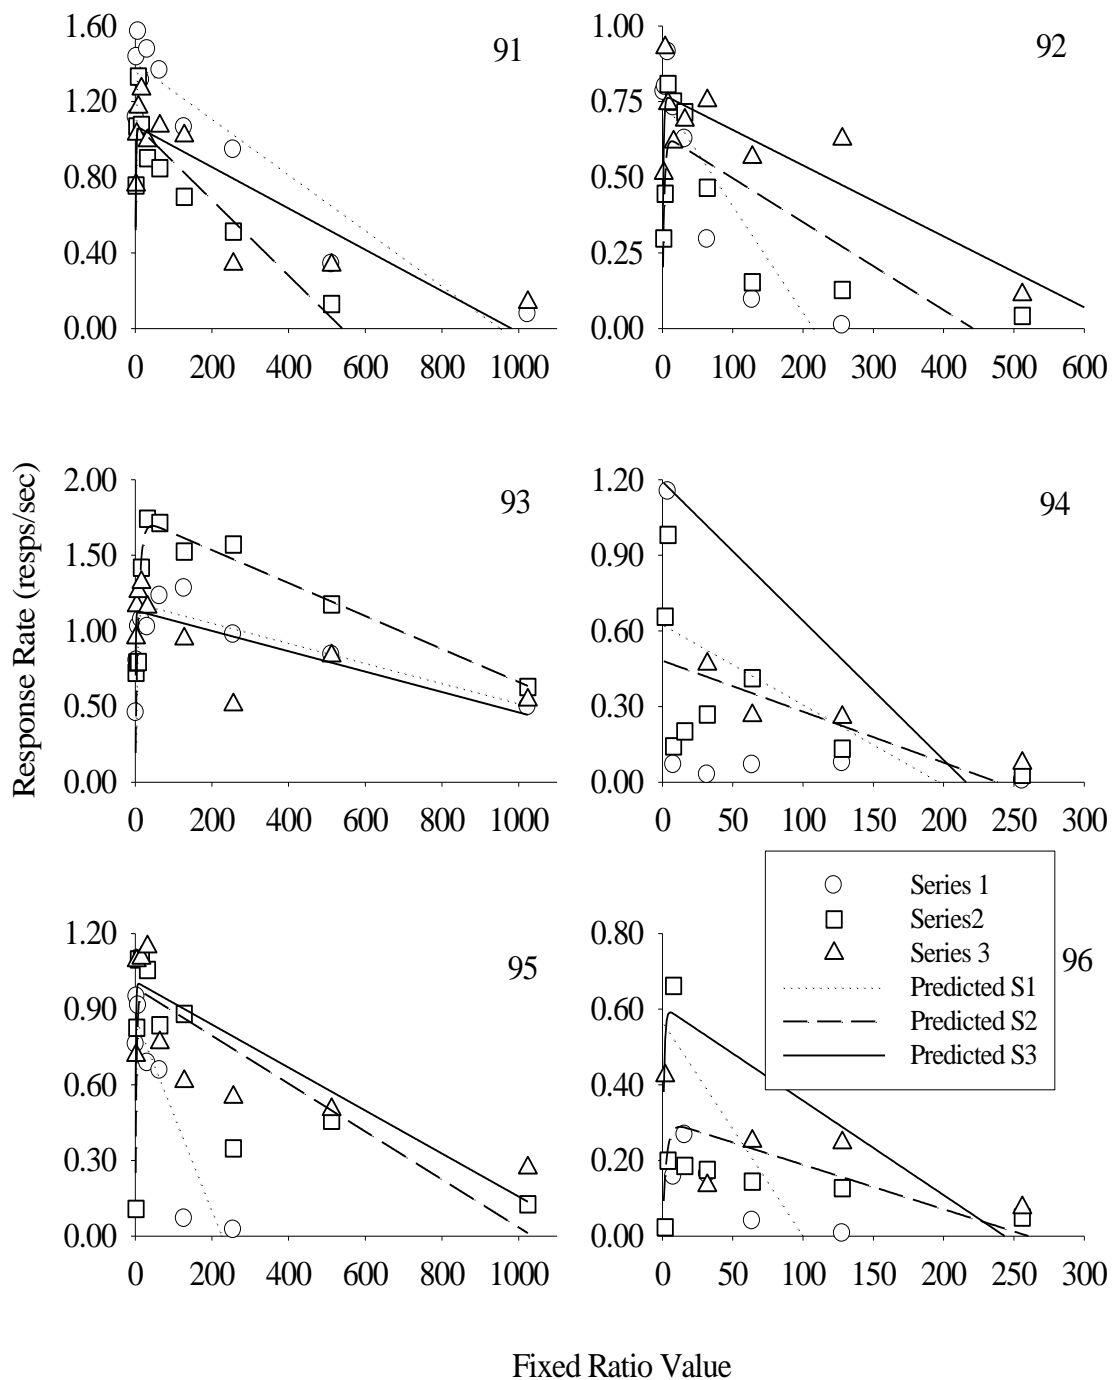 1.60
1.20
0.80
0.40
0.00
0 200 400 600 800 1000
91
1.00
0.75
0.50
0.25
0.00
0 100 200 300 400 500 600
92
Response Rate (resps/sec)
2.00
1.50
1.00
0.50
0.00
0 200 400 600 800 1000
93
1.20
0.90
0.60
0.30
0.00
0 50 100 150 200 250 300
94
1.20
0.90
0.60
0.30
0.00
0 200 400 600 800 1000
95
0.80
0.60
0.40
0.20
0.00
0 50 100 150 200 250 300
96
Series 1
Series2
Series 3
Predicted S1
Predicted S2
Predicted S3
Fixed Ratio Value